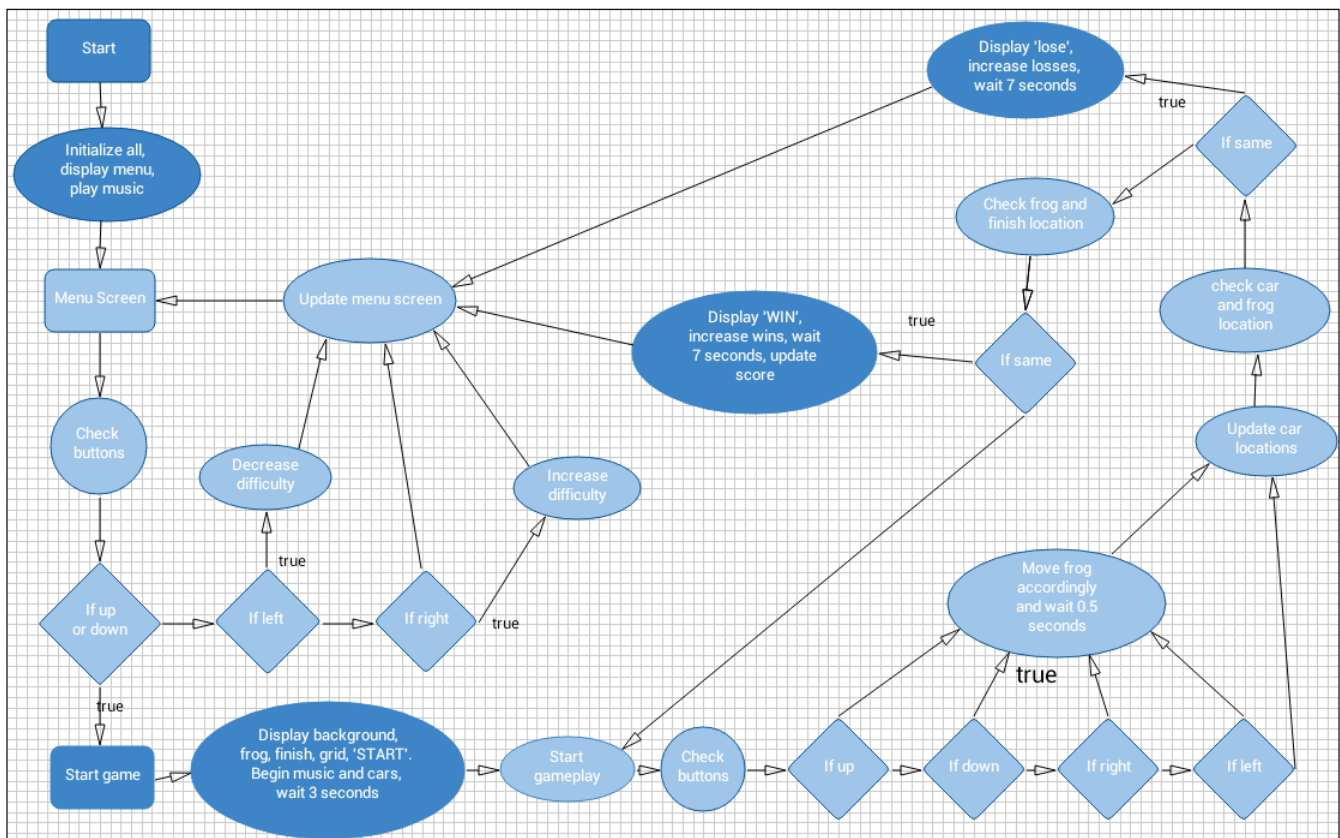 Start
Initialize all,
display menu,
play music
Menu Screen
Check
buttons
If up
or down
true
Start game
Update menu screen
Decrease
difficulty
true
If left
If right
true
Increase
difficulty
Display background,
frog, finish, grid, 'START'.
Begin music and cars,
wait 3 seconds
Start
gameplay
Check
buttons
If up
If down
If right
If left
true
Move frog
accordingly
and wait 0.5
seconds
Update car
locations
check car
and frog
location
If same
true
Display 'lose',
increase losses,
wait 7 seconds
Check frog and
finish location
If same
true
Display 'WIN',
increase wins, wait
7 seconds, update
score